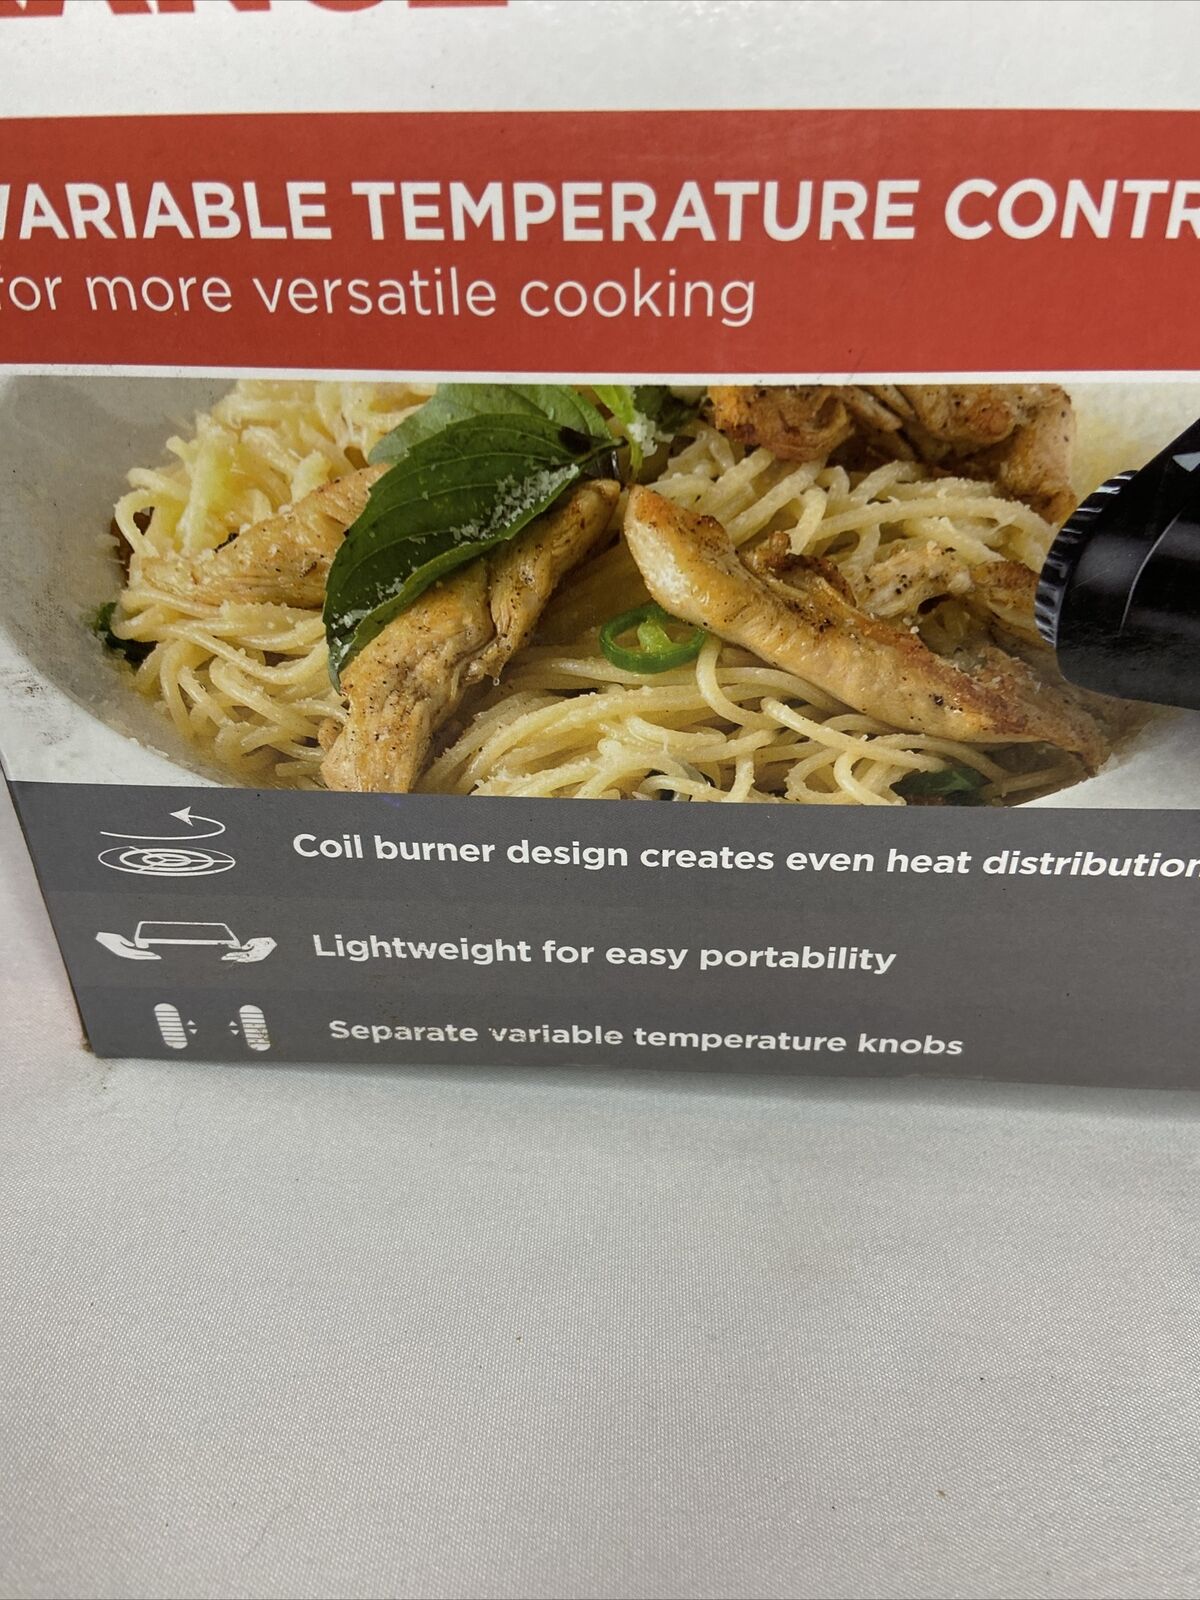 VARIABLE TEMPERATURE CONTR
for more versatile cooking
Coil burner design creates even heat distribution
Lightweight for easy portability
Separate variable temperature knobs